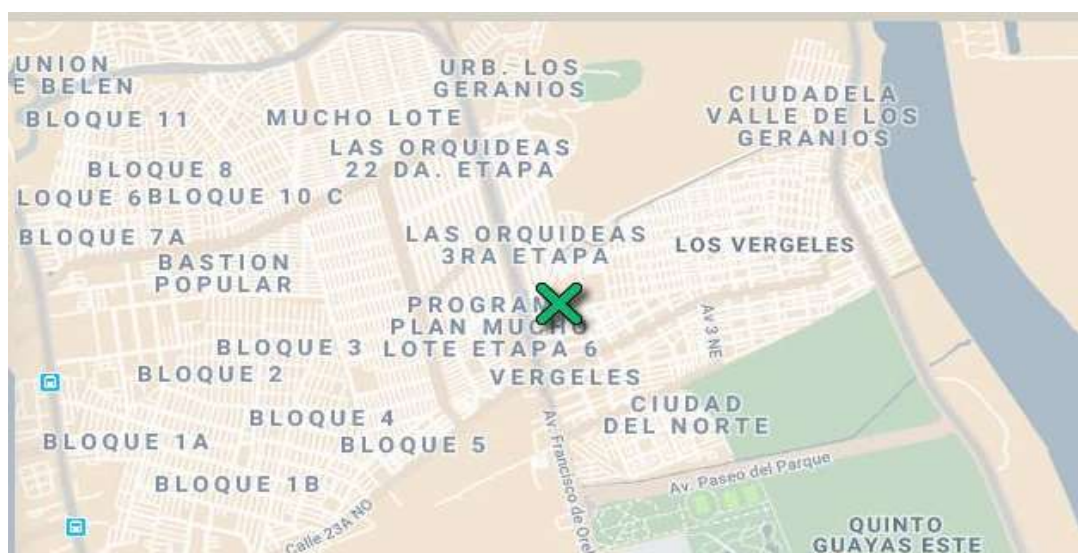 UNION
E BELEN
BLOQUE 11
URB. LOS
GERANIOS
MUCHO LOTE
CIUDADELA
VALLE DE LOS
GERANIOS
LAS ORQUIDEAS
22 DA. ETAPA
BLOQUE 8
LOQUE 6
BLOQUE 10 C
BLOQUE 7A
LAS ORQUIDEAS
3RA ETAPA
LOS VERGELES
BASTION
POPULAR
PROGRAM
PLAN MUCHO
LOTE ETAPA 6
Av 3 NE
BLOQUE 3
BLOQUE 2
VERGELES
CIUDAD
DEL NORTE
BLOQUE 4
BLOQUE 5
BLOQUE 1A
Av. Francisco de Orel
Av. Paseo del Parque
BLOQUE 1B
Calle 23A NO
QUINTO
GUAYAS ESTE